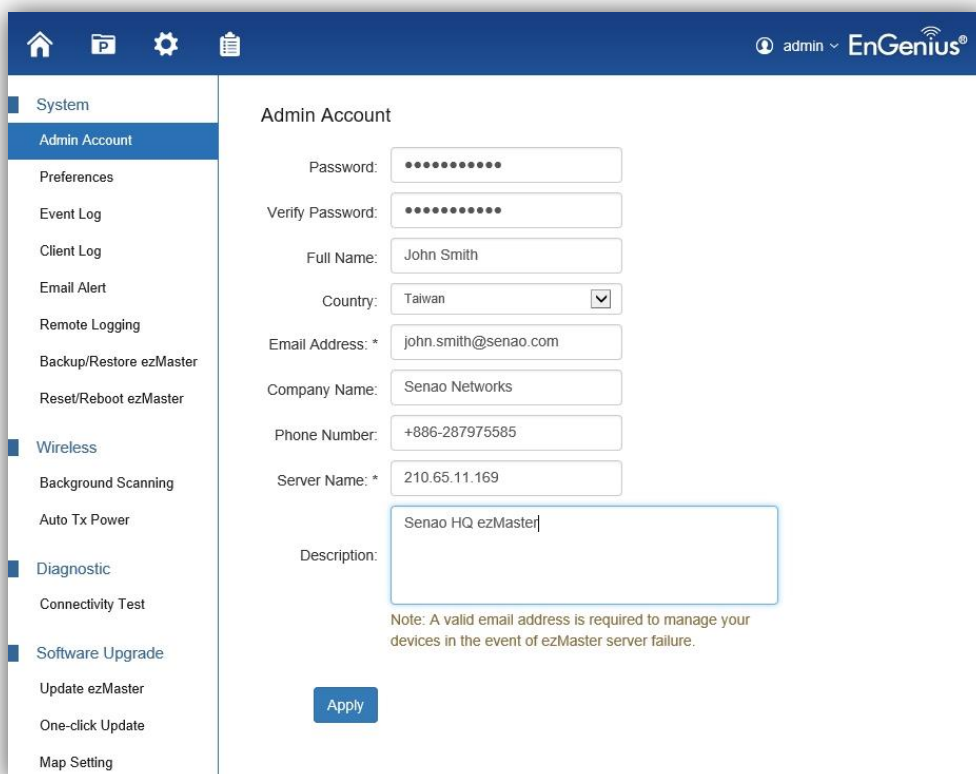 admin
EnGenius®
System
Admin Account
Preferences
Event Log
Client Log
Email Alert
Remote Logging
Backup/Restore ezMaster
Reset/Reboot ezMaster
Wireless
Background Scanning
Auto Tx Power
Diagnostic
Connectivity Test
Software Upgrade
Update ezMaster
One-click Update
Map Setting
Admin Account
Password: •••••••••••
Verify Password: •••••••••••
Full Name: John Smith
Country: Taiwan
Email Address: * john.smith@senao.com
Company Name: Senao Networks
Phone Number: +886-287975585
Server Name: * 210.65.11.169
Description: Senao HQ ezMaster
Note: A valid email address is required to manage your
devices in the event of ezMaster server failure.
Apply